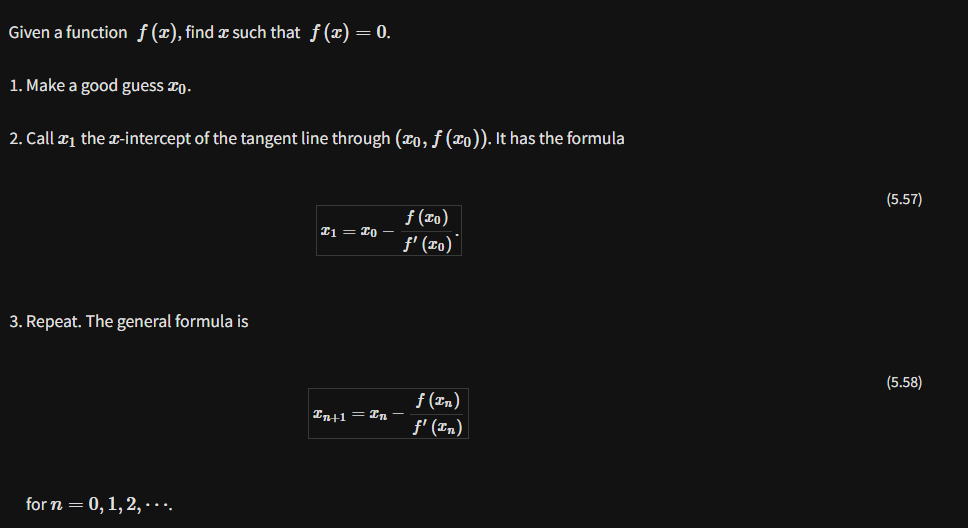 Given a function f (x), find x such that f (x) = 0.
1. Make a good guess x₀.
2. Call x₁ the x-intercept of the tangent line through (x₀, f (x₀)). It has the formula
(5.57)
x₁ = x₀ − f (x₀) / f′ (x₀).
3. Repeat. The general formula is
(5.58)
xₙ₊₁ = xₙ − f (xₙ) / f′ (xₙ)
for n = 0, 1, 2, ⋯.